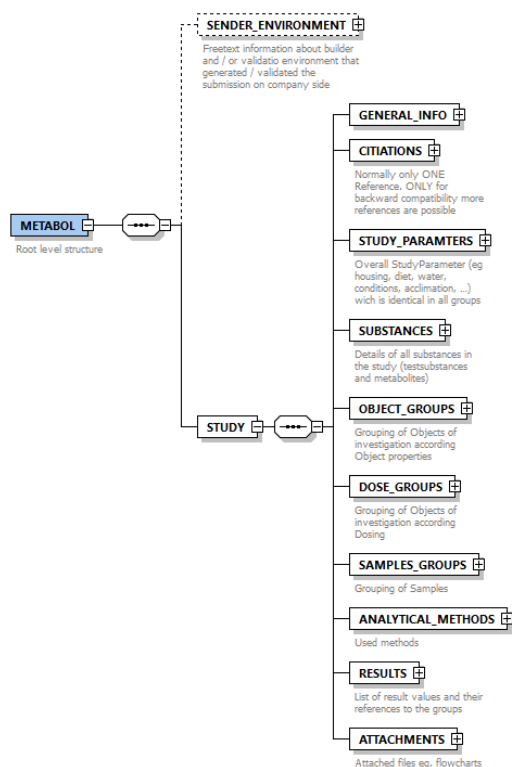 SENDER_ENVIRONMENT
Freetext information about builder
and / or validatio environment that
generated / validated the
submission on company side
GENERAL_INFO
CITIATIONS
Normally only ONE
Reference. ONLY for
backward compatibility more
references are possible
METABOL
Root level structure
STUDY_PARAMTERS
Overall StudyParameter (eg
housing, diet, water,
conditions, acclimation, ...)
wich is identical in all groups
SUBSTANCES
Details of all substances in
the study (testsubstances
and metabolites)
OBJECT_GROUPS
Grouping of Objects of
investigation according
Object properties
STUDY
DOSE_GROUPS
Grouping of Objects of
investigation according
Dosing
SAMPLES_GROUPS
Grouping of Samples
ANALYTICAL_METHODS
Used methods
RESULTS
List of result values and their
references to the groups
ATTACHMENTS
Attached files eg. flowcharts